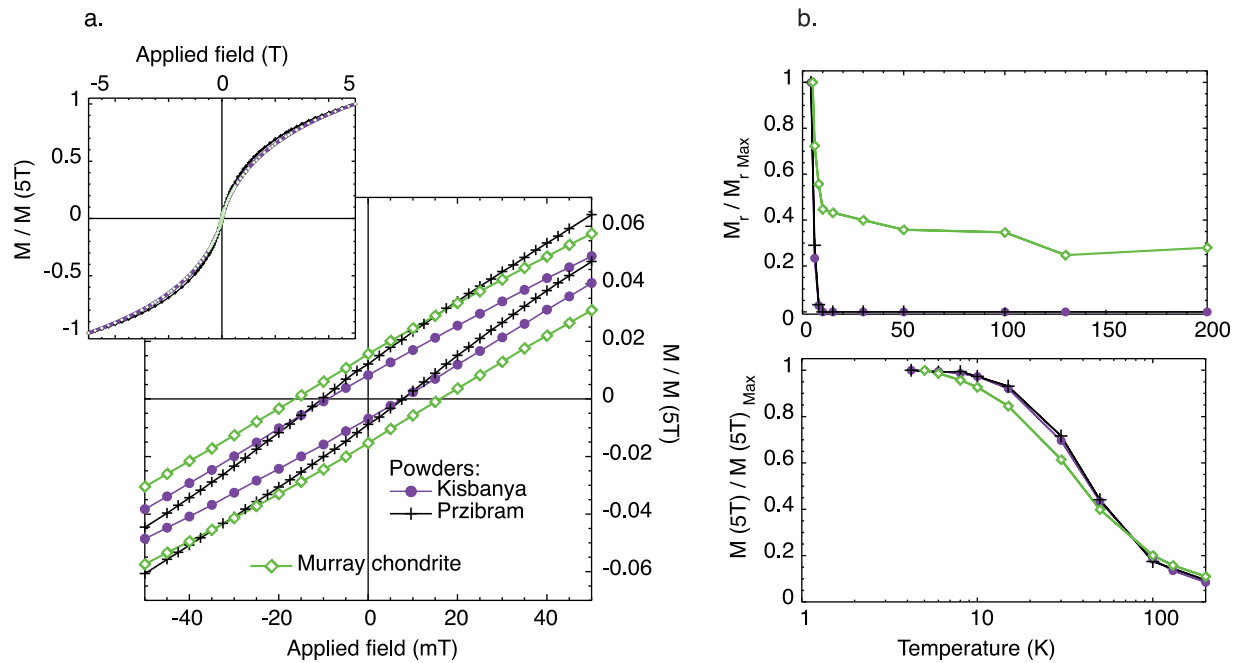 a.
Applied field (T)
-5 0 5
1
0.5
0
-0.5
-1
M / M (5T)
0.06
0.04
0.02
0
-0.02
-0.04
-0.06
M / M (5T)
Powders:
Kisbanya
Przibram
Murray chondrite
-40 -20 0 20 40
Applied field (mT)
b.
1
0.8
0.6
0.4
0.2
0
M r / M r Max
0 50 100 150 200
1
0.8
0.6
0.4
0.2
0
M (5T) / M (5T) Max
1 10 100
Temperature (K)